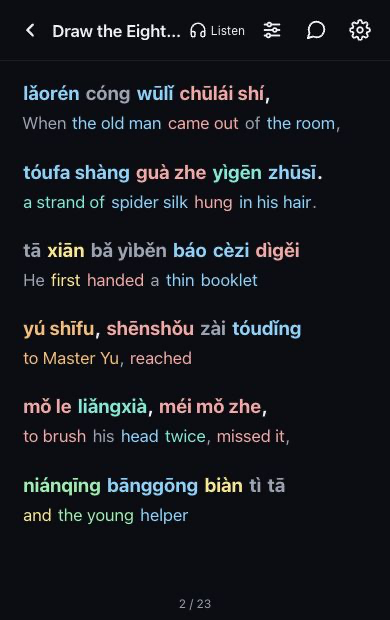 Draw the Eight... Listen
lǎorén cóng wūlǐ chūlái shí,
When the old man came out of the room,
tóufa shàng guà zhe yìgēn zhūsī.
a strand of spider silk hung in his hair.
tā xiān bǎ yìběn báo cèzi dìgěi
He first handed a thin booklet
yú shīfu, shēnshǒu zài tóudǐng
to Master Yu, reached
mǒ le liǎngxià, méi mǒ zhe,
to brush his head twice, missed it,
niánqīng bānggōng biàn tì tā
and the young helper
2 / 23